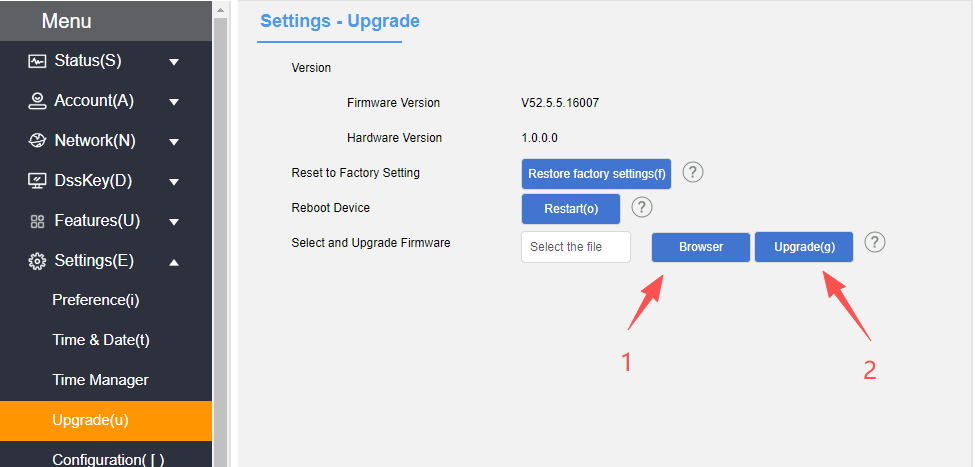 Menu
Status(S)
Account(A)
Network(N)
DssKey(D)
Features(U)
Settings(E)
Preference(i)
Time & Date(t)
Time Manager
Upgrade(u)
Configuration( [ )
Settings - Upgrade
Version
Firmware Version V52.5.5.16007
Hardware Version 1.0.0.0
Reset to Factory Setting Restore factory settings(f) ?
Reboot Device Restart(o) ?
Select and Upgrade Firmware Select the file Browser Upgrade(g) ?
1 2